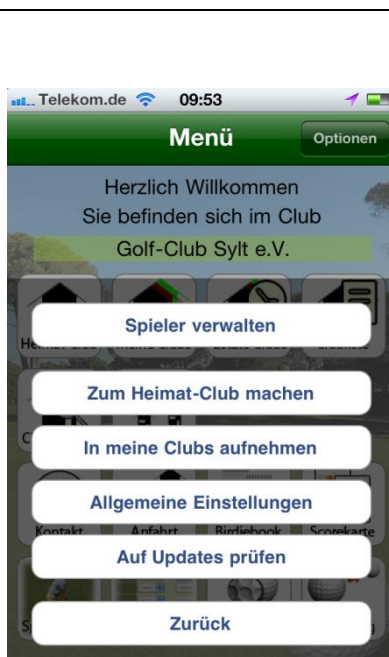 Telekom.de 09:53
Menü
Optionen
Herzlich Willkommen
Sie befinden sich im Club
Golf-Club Sylt e.V.
Spieler verwalten
Zum Heimat-Club machen
In meine Clubs aufnehmen
Allgemeine Einstellungen
Kontakt Anfahrt Birdiebook Scorekarte
Auf Updates prüfen
Zurück